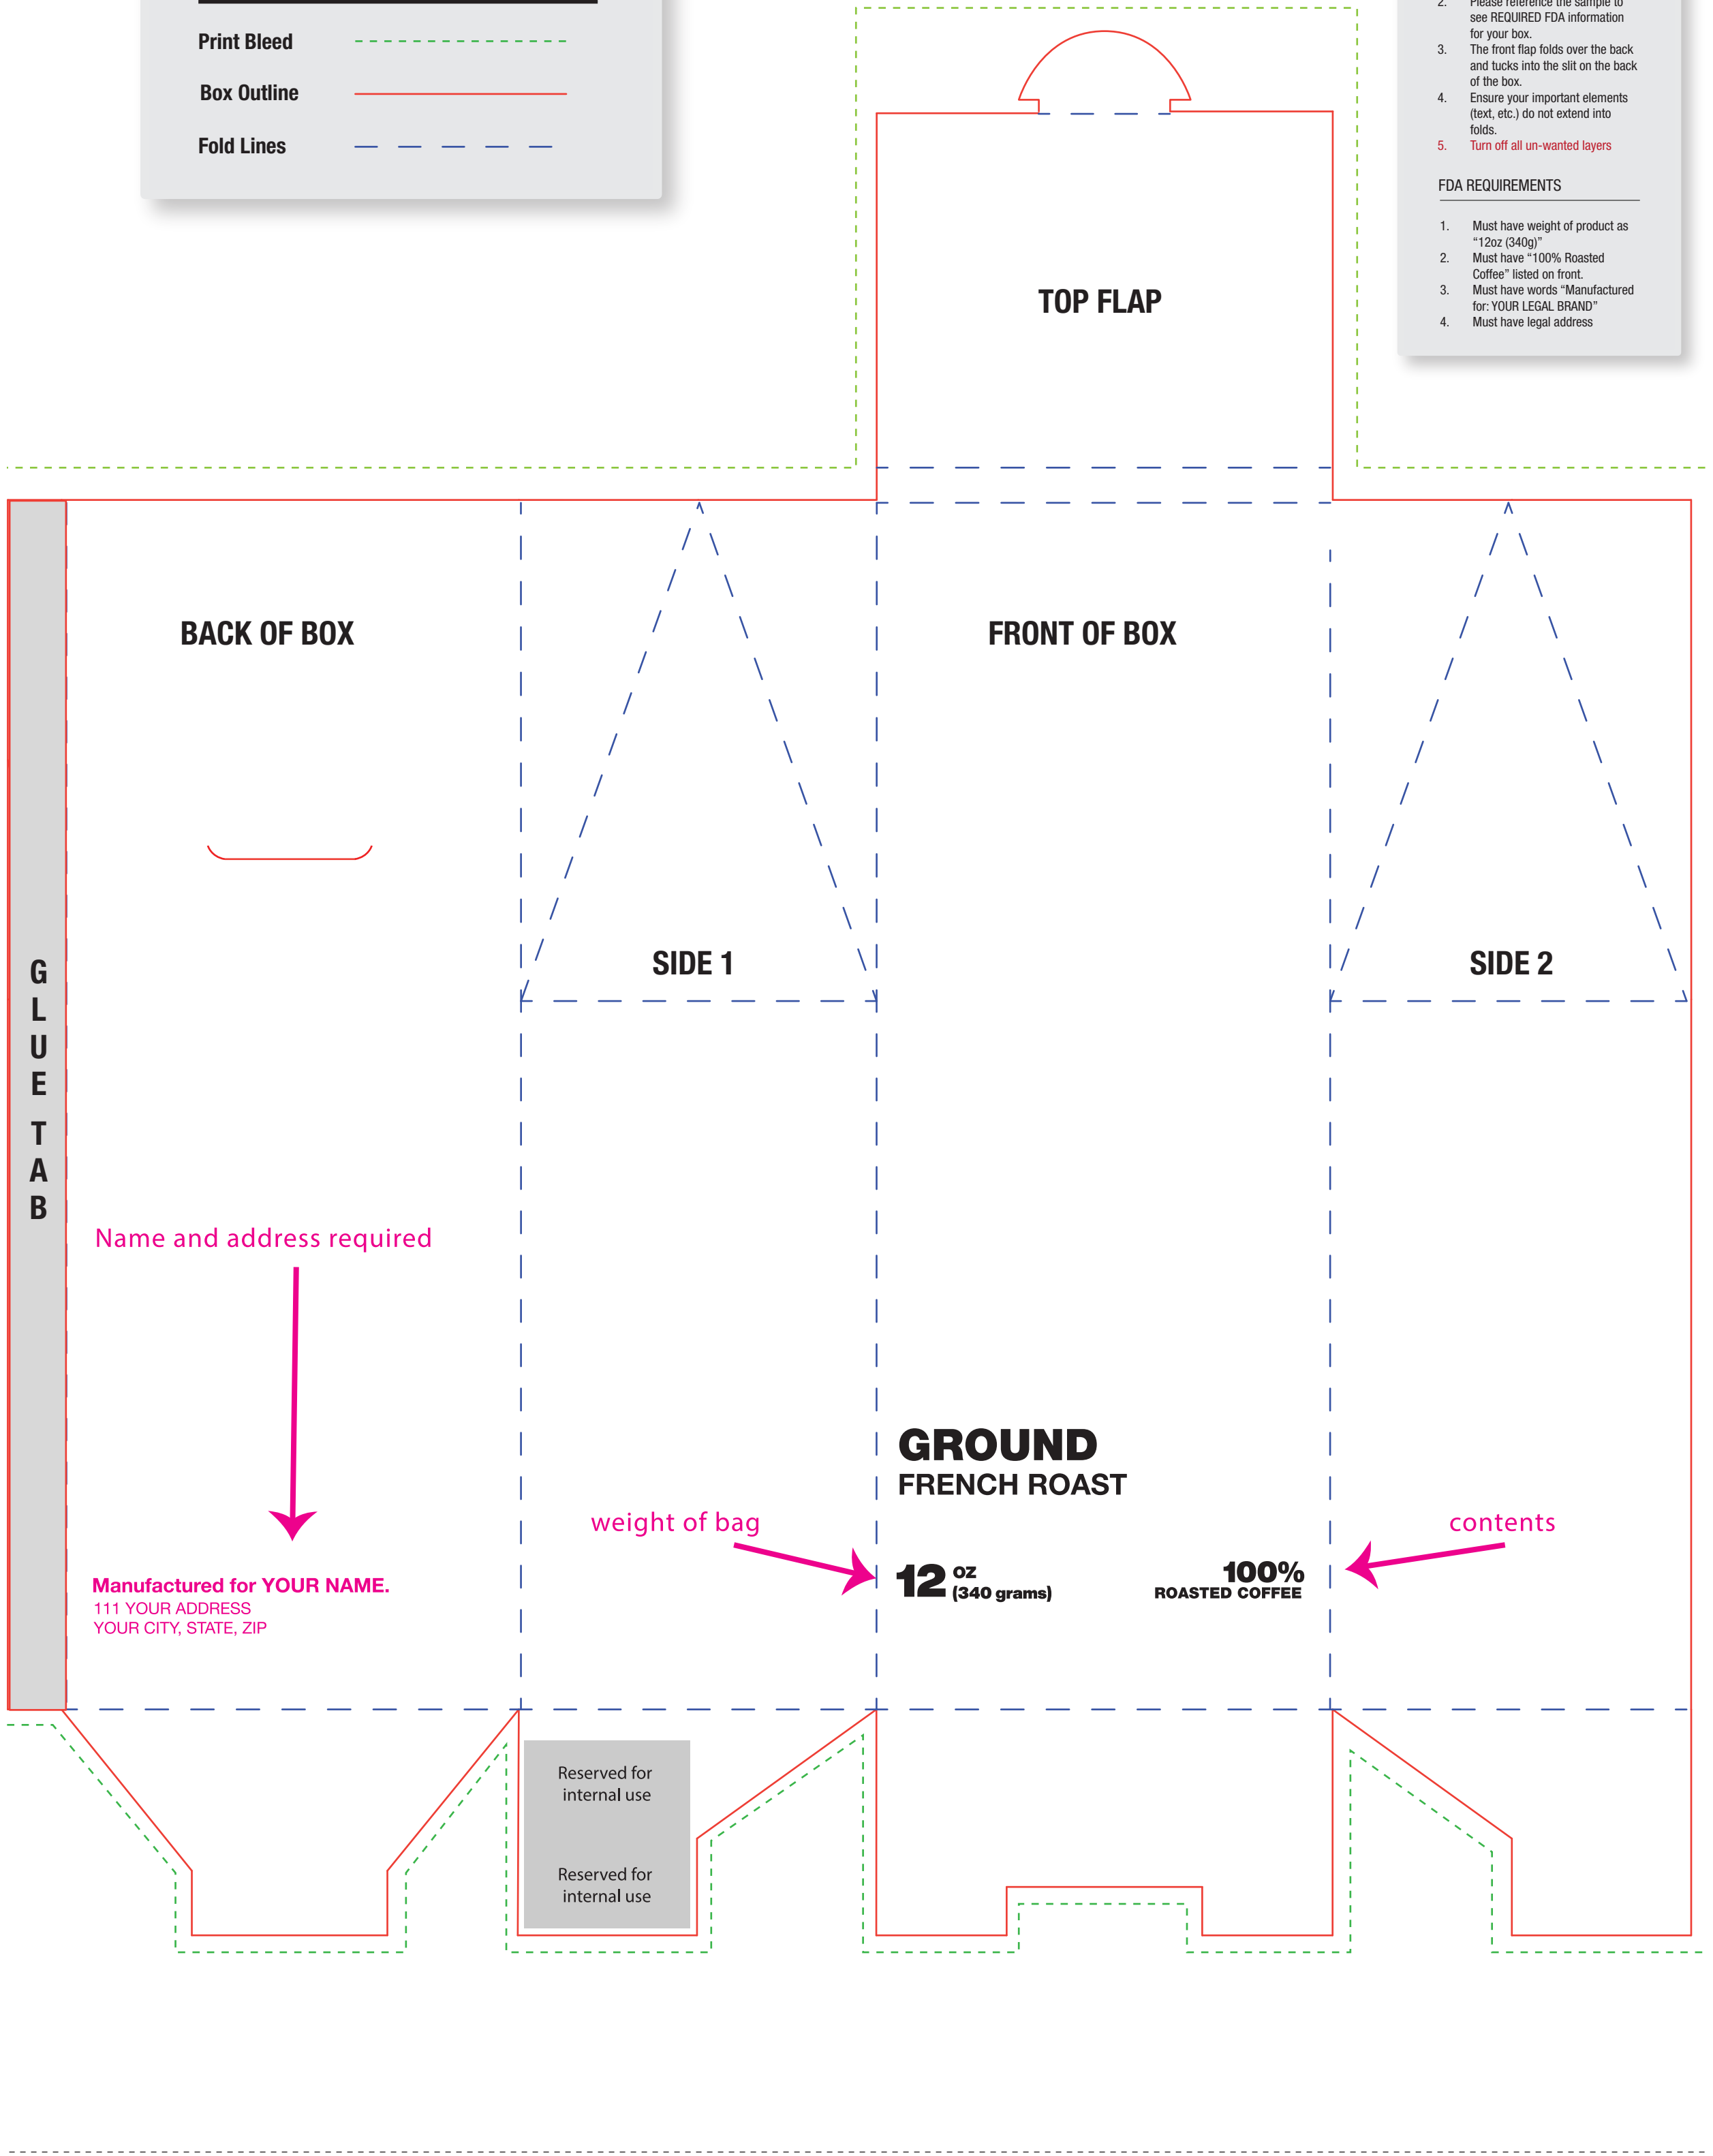 Print Bleed
Box Outline
Fold Lines
2. Please reference the sample to
see REQUIRED FDA information
for your box.
3. The front flap folds over the back
and tucks into the slit on the back
of the box.
4. Ensure your important elements
(text, etc.) do not extend into
folds.
5. Turn off all un-wanted layers
FDA REQUIREMENTS
1. Must have weight of product as
“12oz (340g)”
2. Must have “100% Roasted
Coffee” listed on front.
3. Must have words “Manufactured
for: YOUR LEGAL BRAND”
4. Must have legal address
TOP FLAP
BACK OF BOX
FRONT OF BOX
SIDE 1
SIDE 2
GLUE TAB
Name and address required
Manufactured for YOUR NAME.
111 YOUR ADDRESS
YOUR CITY, STATE, ZIP
weight of bag
GROUND
FRENCH ROAST
12 oz
(340 grams)
100%
ROASTED COFFEE
contents
Reserved for
internal use
Reserved for
internal use